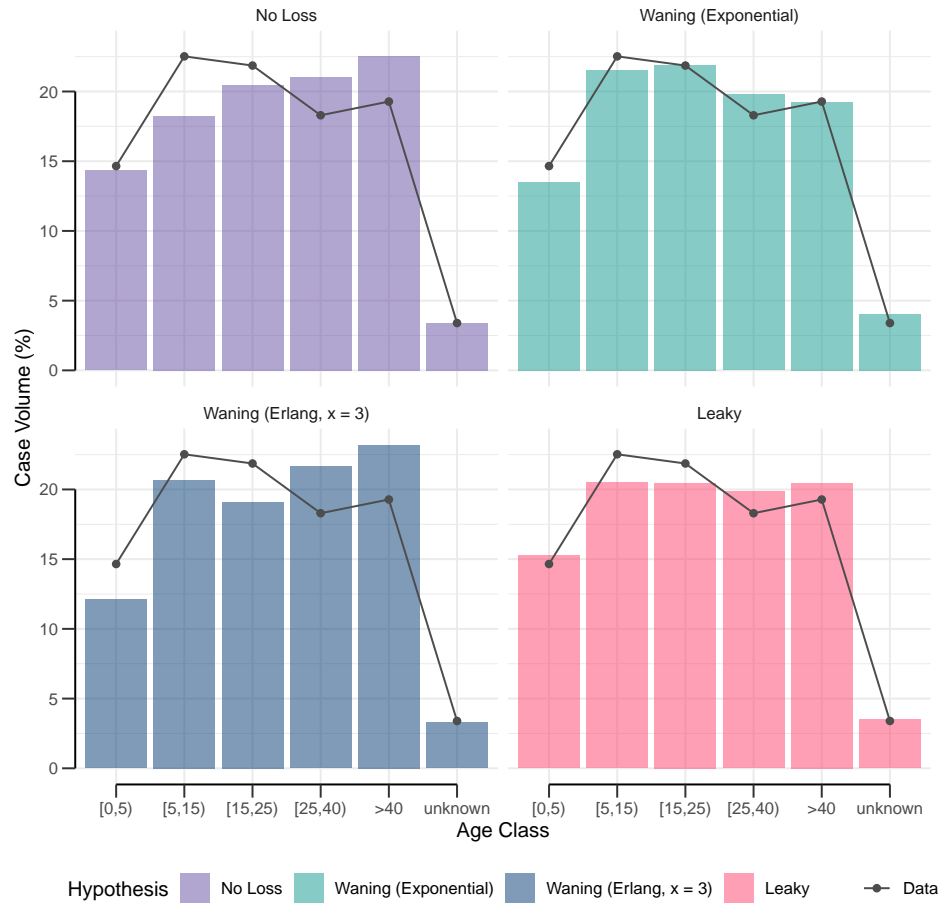 No Loss
Waning (Exponential)
20
15
10
5
0
Waning (Erlang, x = 3)
Leaky
20
15
10
5
0
Case Volume (%)
[0,5) [5,15) [15,25) [25,40) >40 unknown
[0,5) [5,15) [15,25) [25,40) >40 unknown
Age Class
Hypothesis No Loss Waning (Exponential) Waning (Erlang, x = 3) Leaky Data